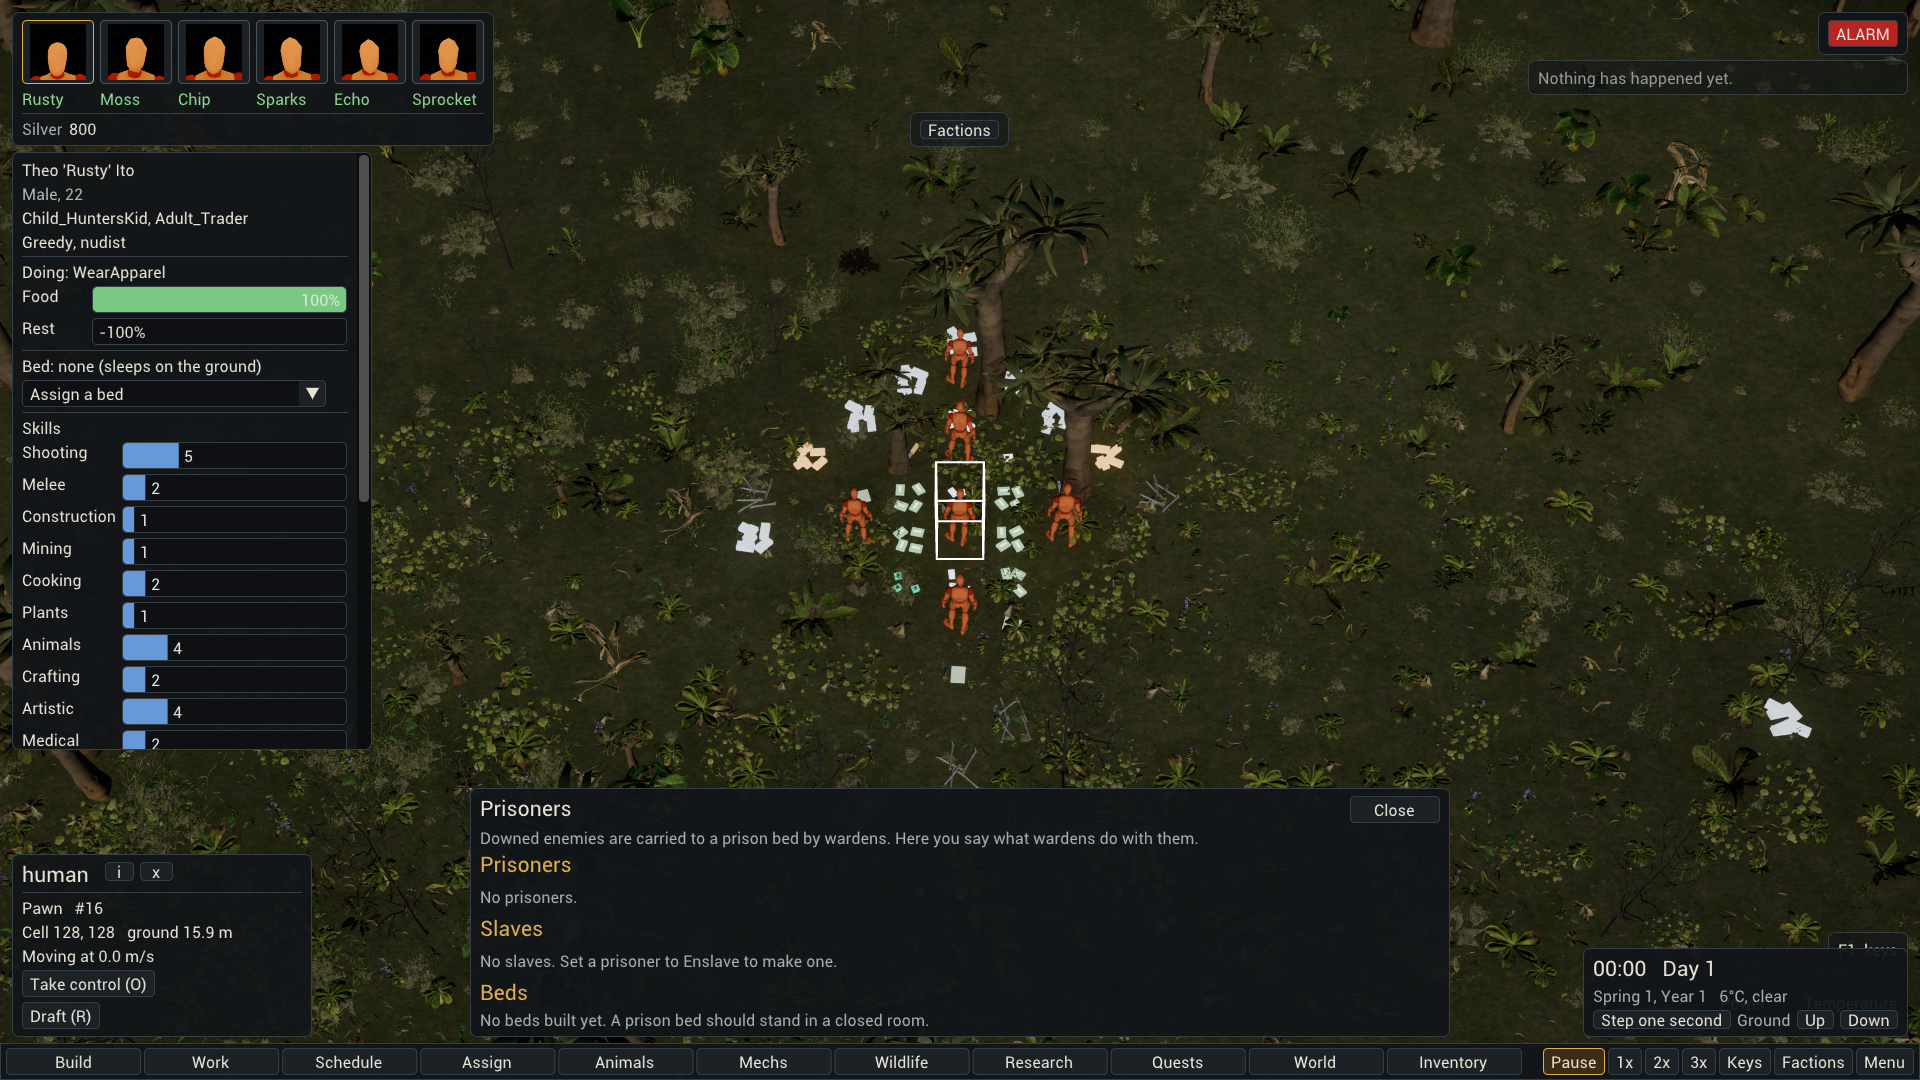 Rusty Moss Chip Sparks Echo Sprocket
Silver 800
ALARM
Nothing has happened yet.
Factions
Theo 'Rusty' Ito
Male, 22
Child_HuntersKid, Adult_Trader
Greedy, nudist
Doing: WearApparel
Food 100%
Rest -100%
Bed: none (sleeps on the ground)
Assign a bed
Skills
Shooting 5
Melee 2
Construction 1
Mining 1
Cooking 2
Plants 1
Animals 4
Crafting 2
Artistic 4
Medical 2
human i x
Pawn #16
Cell 128, 128 ground 15.9 m
Moving at 0.0 m/s
Take control (O)
Draft (R)
Prisoners
Close
Downed enemies are carried to a prison bed by wardens. Here you say what wardens do with them.
Prisoners
No prisoners.
Slaves
No slaves. Set a prisoner to Enslave to make one.
Beds
No beds built yet. A prison bed should stand in a closed room.
F1 keys
00:00 Day 1
Spring 1, Year 1 6°C, clear
Temperature
Step one second Ground Up Down
Build Work Schedule Assign Animals Mechs Wildlife Research Quests World Inventory Pause 1x 2x 3x Keys Factions Menu